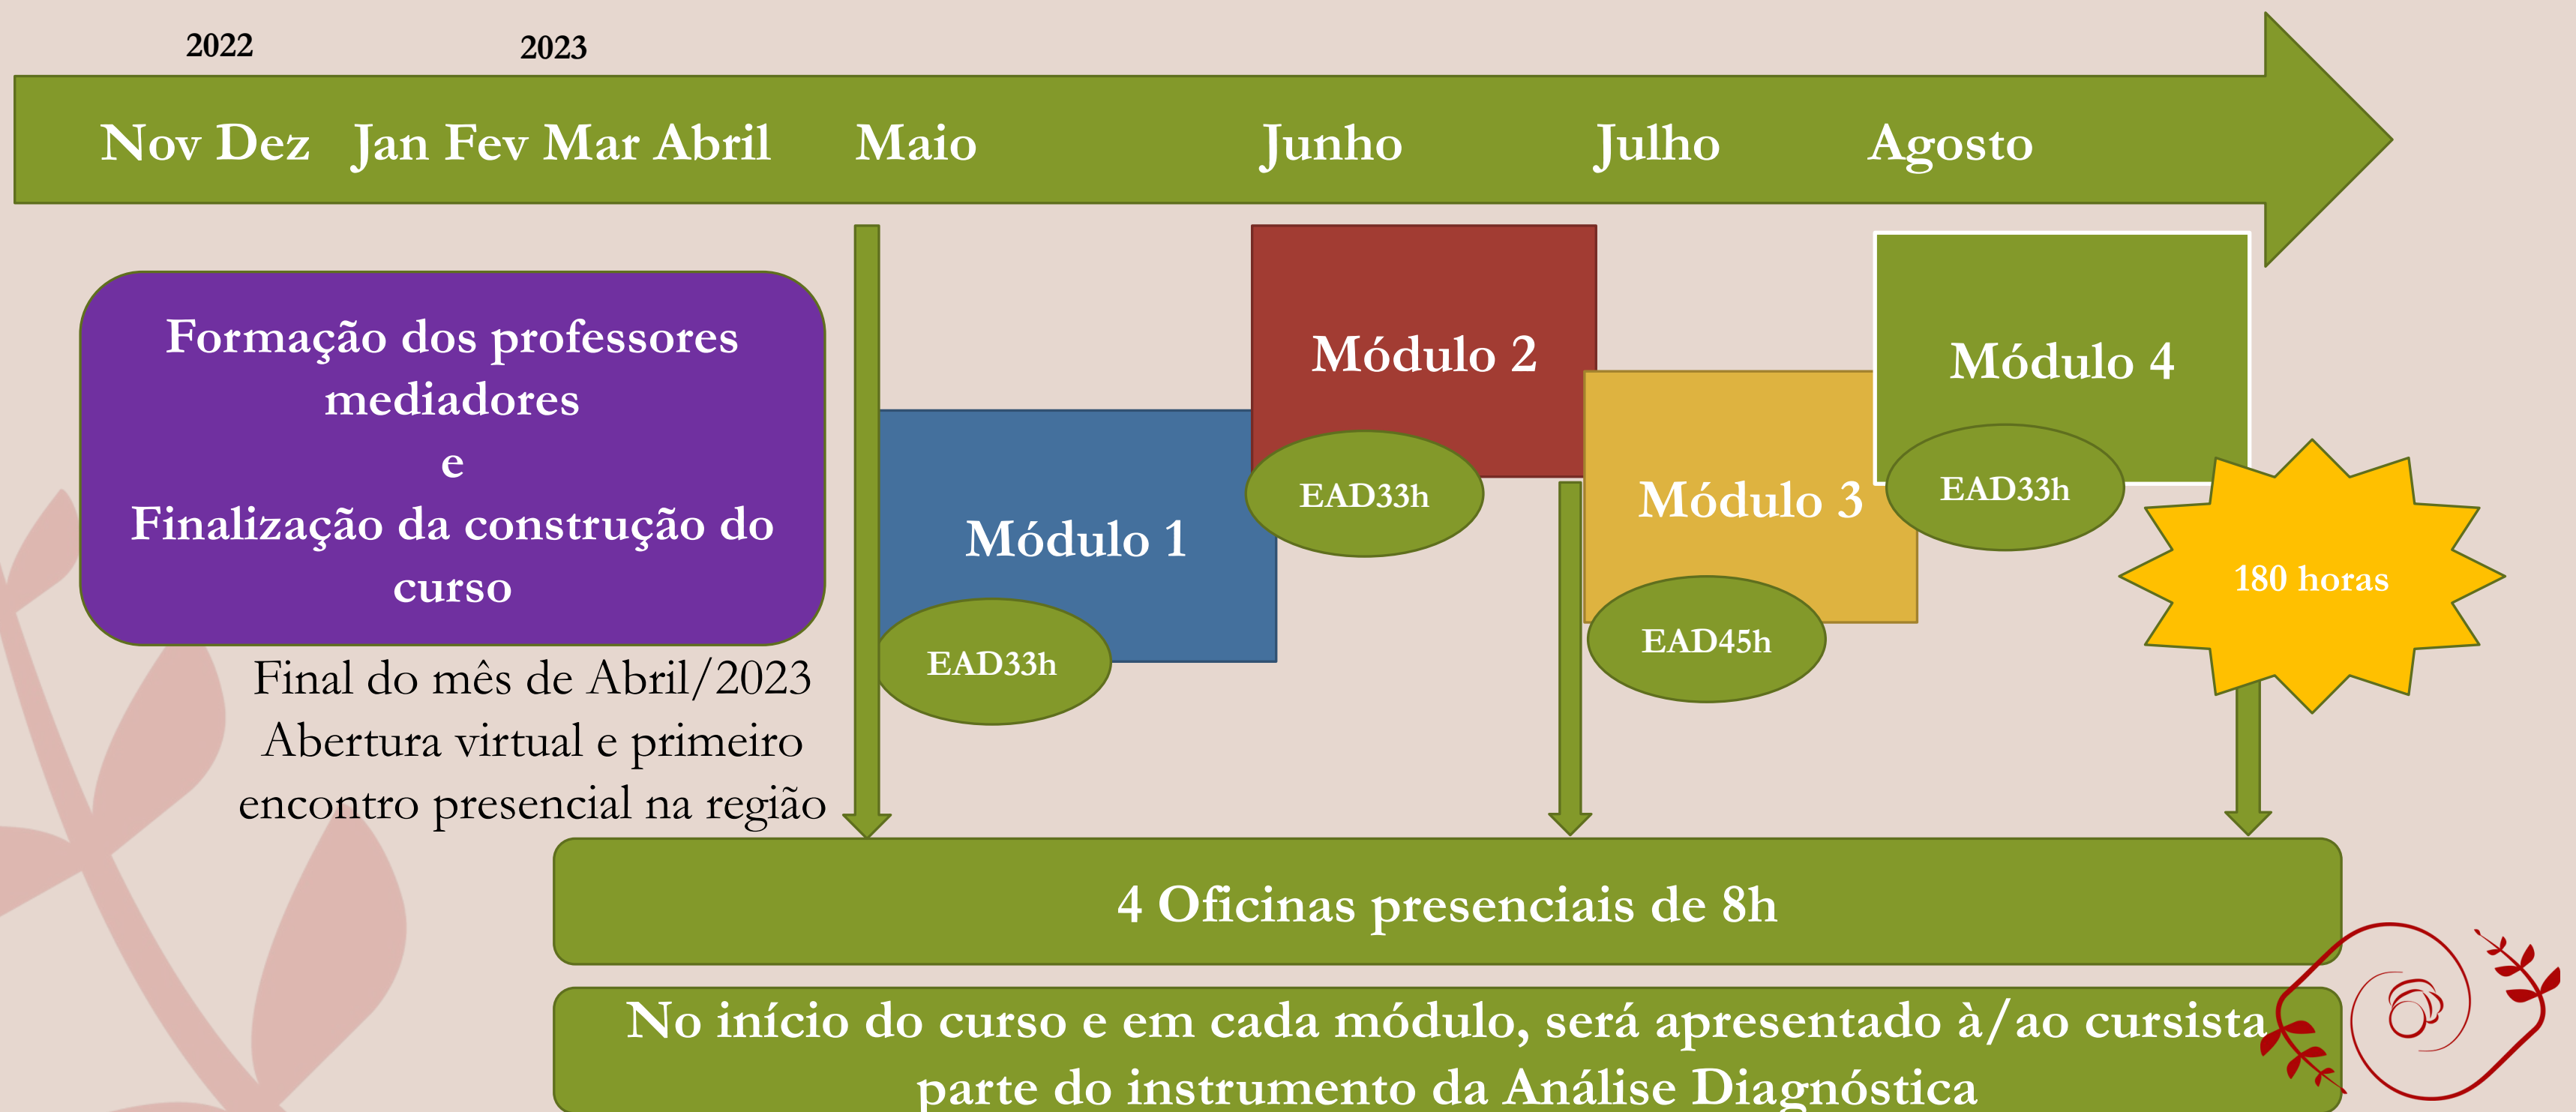 2022
2023
Nov Dez Jan Fev Mar Abril Maio Junho Julho Agosto
Formação dos professores
mediadores
e
Finalização da construção do
curso
Final do mês de Abril/2023
Abertura virtual e primeiro
encontro presencial na região
Módulo 1
EAD33h
Módulo 2
EAD33h
Módulo 3
EAD45h
Módulo 4
EAD33h
180 horas
4 Oficinas presenciais de 8h
No início do curso e em cada módulo, será apresentado à/ao cursista
parte do instrumento da Análise Diagnóstica